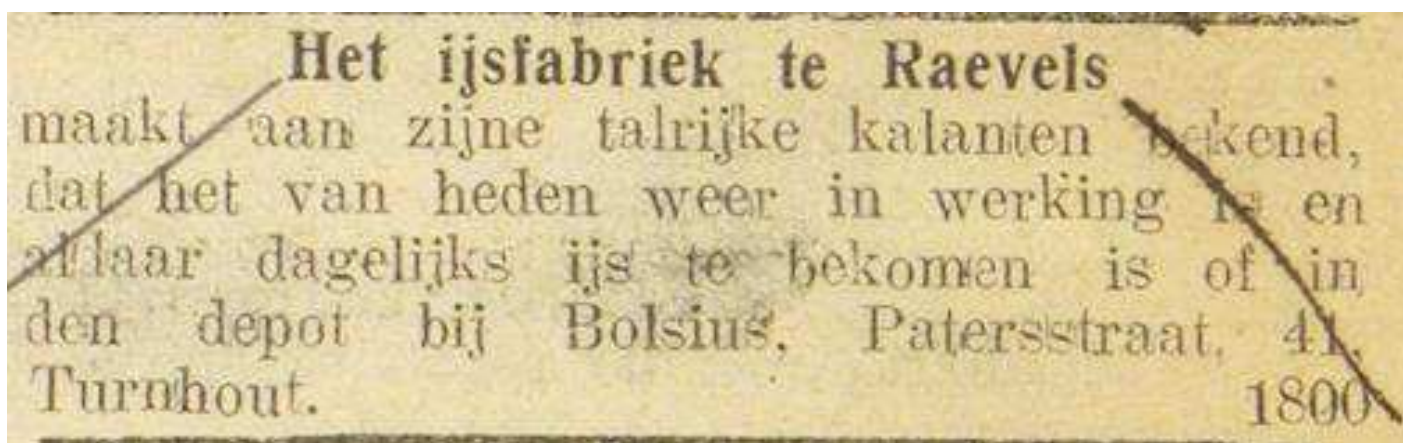 Het ijsfabriek te Raevels
maakt aan zijne talrijke kalanten bekend,
dat het van heden weer in werking is en
aldaar dagelijks ijs te bekomen is of in
den depot bij Bolsius, Patersstraat, 41,
Turnhout. 1800